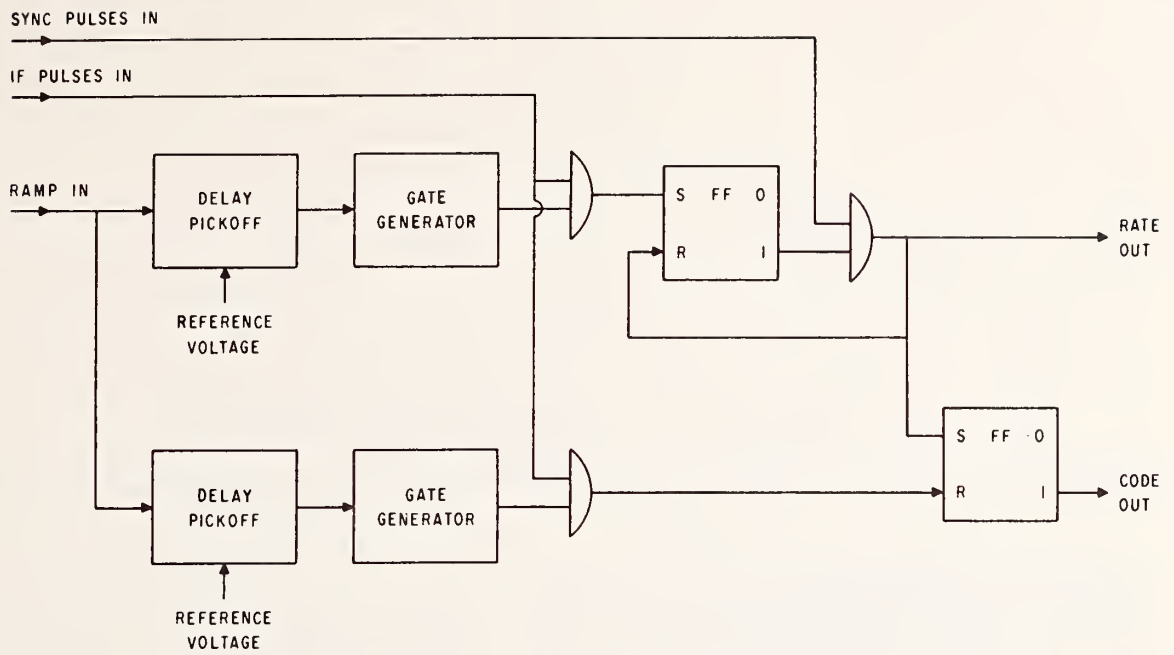 SYNC PULSES IN
IF PULSES IN
RAMP IN
DELAY
PICKOFF
GATE
GENERATOR
S FF 0
R 1
RATE
OUT
REFERENCE
VOLTAGE
DELAY
PICKOFF
GATE
GENERATOR
S FF 0
R 1
CODE
OUT
REFERENCE
VOLTAGE